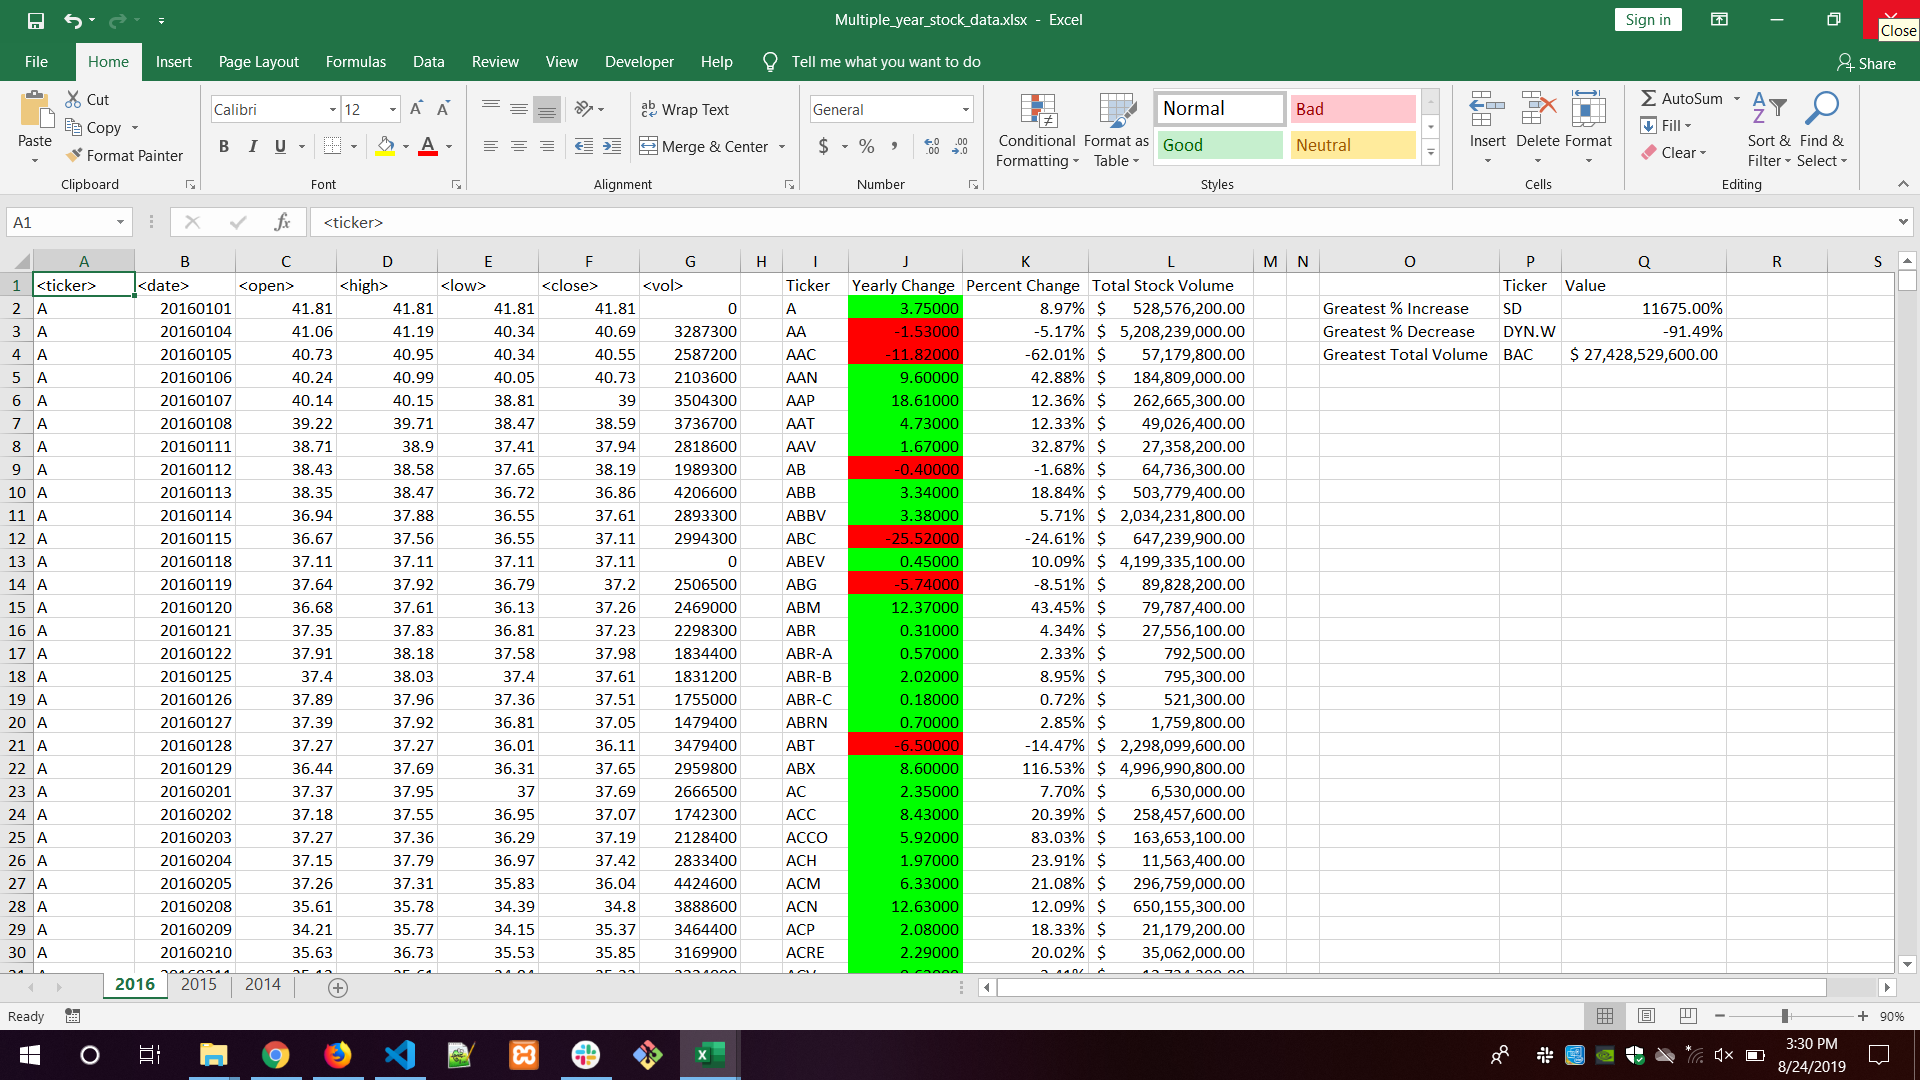 Multiple_year_stock_data.xlsx - Excel
Sign in
Close
File Home Insert Page Layout Formulas Data Review View Developer Help Tell me what you want to do Share
Paste
Cut
Copy
Format Painter
Clipboard
Calibri 12
B I U
Font
Wrap Text
Merge & Center
Alignment
General
$ % ,
Number
Conditional Formatting
Format as Table
Normal Bad
Good Neutral
Styles
Insert Delete Format
Cells
AutoSum
Fill
Clear
Sort & Filter
Find & Select
Editing
A1 fx <ticker>
A B C D E F G H I J K L M N O P Q R S
1 <ticker> <date> <open> <high> <low> <close> <vol> Ticker Yearly Change Percent Change Total Stock Volume Ticker Value
2 A 20160101 41.81 41.81 41.81 41.81 0 A 3.75000 8.97% $ 528,576,200.00 Greatest % Increase SD 11675.00%
3 A 20160104 41.06 41.19 40.34 40.69 3287300 AA -1.53000 -5.17% $ 5,208,239,000.00 Greatest % Decrease DYN.W -91.49%
4 A 20160105 40.73 40.95 40.34 40.55 2587200 AAC -11.82000 -62.01% $ 57,179,800.00 Greatest Total Volume BAC $ 27,428,529,600.00
5 A 20160106 40.24 40.99 40.05 40.73 2103600 AAN 9.60000 42.88% $ 184,809,000.00
6 A 20160107 40.14 40.15 38.81 39 3504300 AAP 18.61000 12.36% $ 262,665,300.00
7 A 20160108 39.22 39.71 38.47 38.59 3736700 AAT 4.73000 12.33% $ 49,026,400.00
8 A 20160111 38.71 38.9 37.41 37.94 2818600 AAV 1.67000 32.87% $ 27,358,200.00
9 A 20160112 38.43 38.58 37.65 38.19 1989300 AB -0.40000 -1.68% $ 64,736,300.00
10 A 20160113 38.35 38.47 36.72 36.86 4206600 ABB 3.34000 18.84% $ 503,779,400.00
11 A 20160114 36.94 37.88 36.55 37.61 2893300 ABBV 3.38000 5.71% $ 2,034,231,800.00
12 A 20160115 36.67 37.56 36.55 37.11 2994300 ABC -25.52000 -24.61% $ 647,239,900.00
13 A 20160118 37.11 37.11 37.11 37.11 0 ABEV 0.45000 10.09% $ 4,199,335,100.00
14 A 20160119 37.64 37.92 36.79 37.2 2506500 ABG -5.74000 -8.51% $ 89,828,200.00
15 A 20160120 36.68 37.61 36.13 37.26 2469000 ABM 12.37000 43.45% $ 79,787,400.00
16 A 20160121 37.35 37.83 36.81 37.23 2298300 ABR 0.31000 4.34% $ 27,556,100.00
17 A 20160122 37.91 38.18 37.58 37.98 1834400 ABR-A 0.57000 2.33% $ 792,500.00
18 A 20160125 37.4 38.03 37.4 37.61 1831200 ABR-B 2.02000 8.95% $ 795,300.00
19 A 20160126 37.89 37.96 37.36 37.51 1755000 ABR-C 0.18000 0.72% $ 521,300.00
20 A 20160127 37.39 37.92 36.81 37.05 1479400 ABRN 0.70000 2.85% $ 1,759,800.00
21 A 20160128 37.27 37.27 36.01 36.11 3479400 ABT -6.50000 -14.47% $ 2,298,099,600.00
22 A 20160129 36.44 37.69 36.31 37.65 2959800 ABX 8.60000 116.53% $ 4,996,990,800.00
23 A 20160201 37.37 37.95 37 37.69 2666500 AC 2.35000 7.70% $ 6,530,000.00
24 A 20160202 37.18 37.55 36.95 37.07 1742300 ACC 8.43000 20.39% $ 258,457,600.00
25 A 20160203 37.27 37.36 36.29 37.19 2128400 ACCO 5.92000 83.03% $ 163,653,100.00
26 A 20160204 37.15 37.79 36.97 37.42 2833400 ACH 1.97000 23.91% $ 11,563,400.00
27 A 20160205 37.26 37.31 35.83 36.04 4424600 ACM 6.33000 21.08% $ 296,759,000.00
28 A 20160208 35.61 35.78 34.39 34.8 3888600 ACN 12.63000 12.09% $ 650,155,300.00
29 A 20160209 34.21 35.77 34.15 35.37 3464400 ACP 2.08000 18.33% $ 21,179,200.00
30 A 20160210 35.63 36.73 35.53 35.85 3169900 ACRE 2.29000 20.02% $ 35,062,000.00
2016 2015 2014
Ready 90%
3:30 PM
8/24/2019